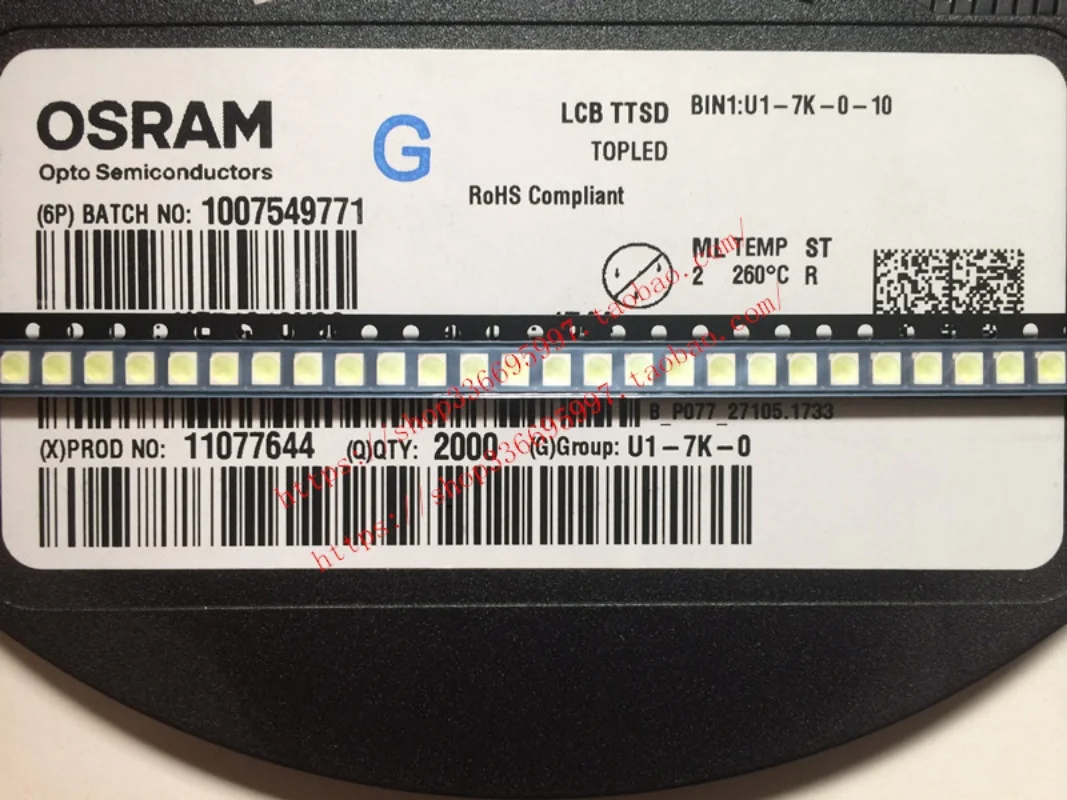 OSRAM
Opto Semiconductors
G
LCB TTSD BIN1:U1-7K-0-10
TOPLED
RoHS Compliant
(6P) BATCH NO: 1007549771
ML TEMP ST
2 260°C R
B_P077_27105.1733
(X)PROD NO: 11077644 (Q)QTY: 2000 (G)Group: U1-7K-0
https://shop336695997.taobao.com/
https://shop336695997.taobao.com/